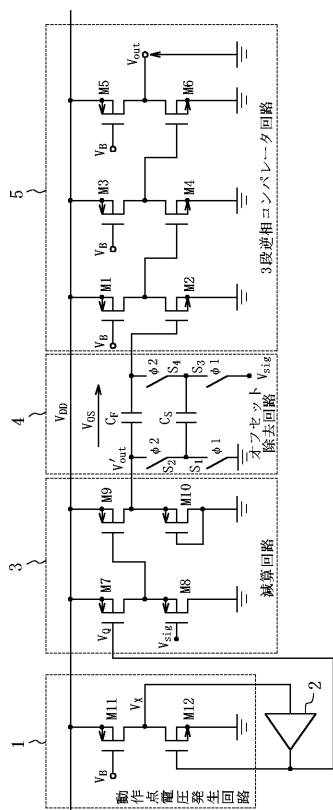 1
動作点電圧発生回路
V_B
M11
M12
V_X
2
3
減算回路
V_Q
V_sig
M7
M8
M9
M10
V'_out
4
オフセット
除去回路
V_DD
V_OS
C_F
C_S
φ2
S_2
S_1
φ1
φ2
S_4
S_3
φ1
V_sig
5
3段逆相コンパレータ回路
V_B
M1
M2
V_B
M3
M4
V_B
M5
M6
V_out